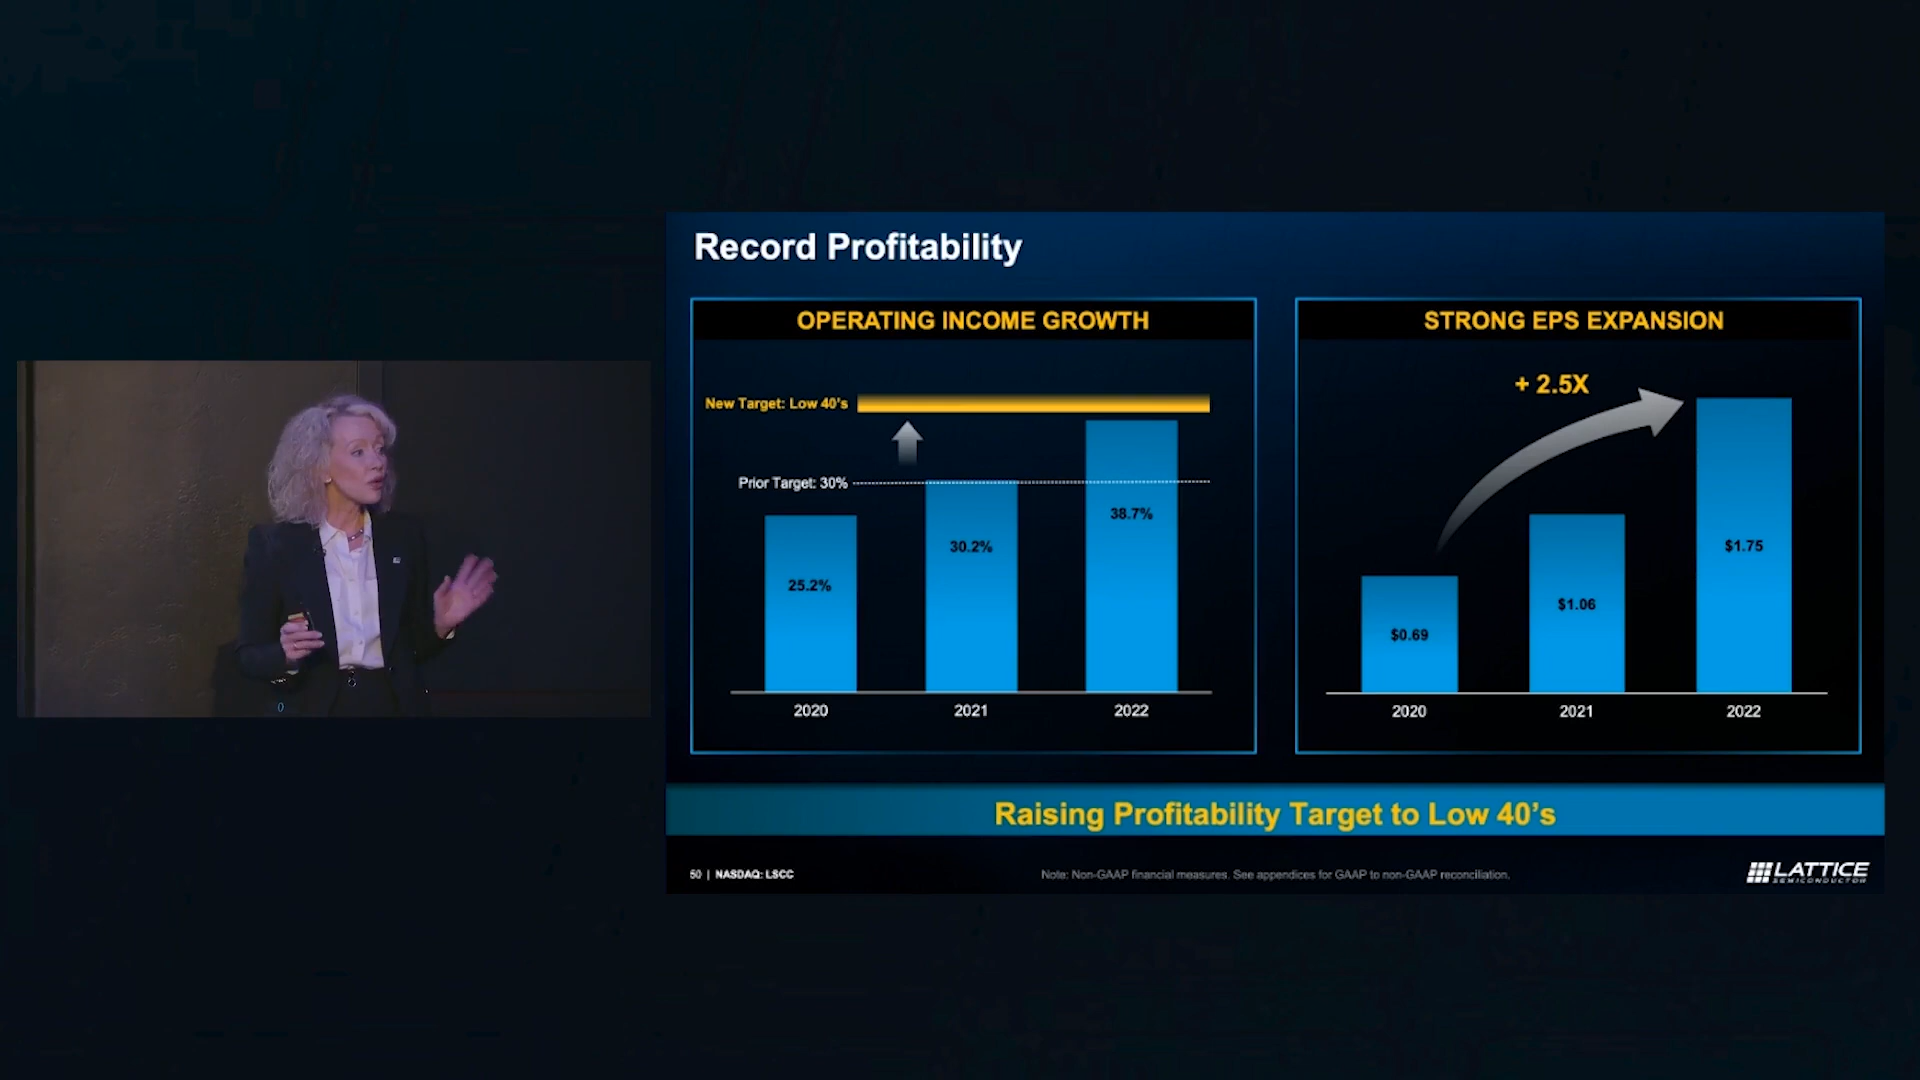 Record Profitability
OPERATING INCOME GROWTH
New Target: Low 40's
Prior Target: 30%
25.2%
30.2%
38.7%
2020
2021
2022
STRONG EPS EXPANSION
+ 2.5X
$0.69
$1.06
$1.75
2020
2021
2022
Raising Profitability Target to Low 40's
50 | NASDAQ: LSCC
Note: Non-GAAP financial measures. See appendices for GAAP to non-GAAP reconciliation.
LATTICE
SEMICONDUCTOR